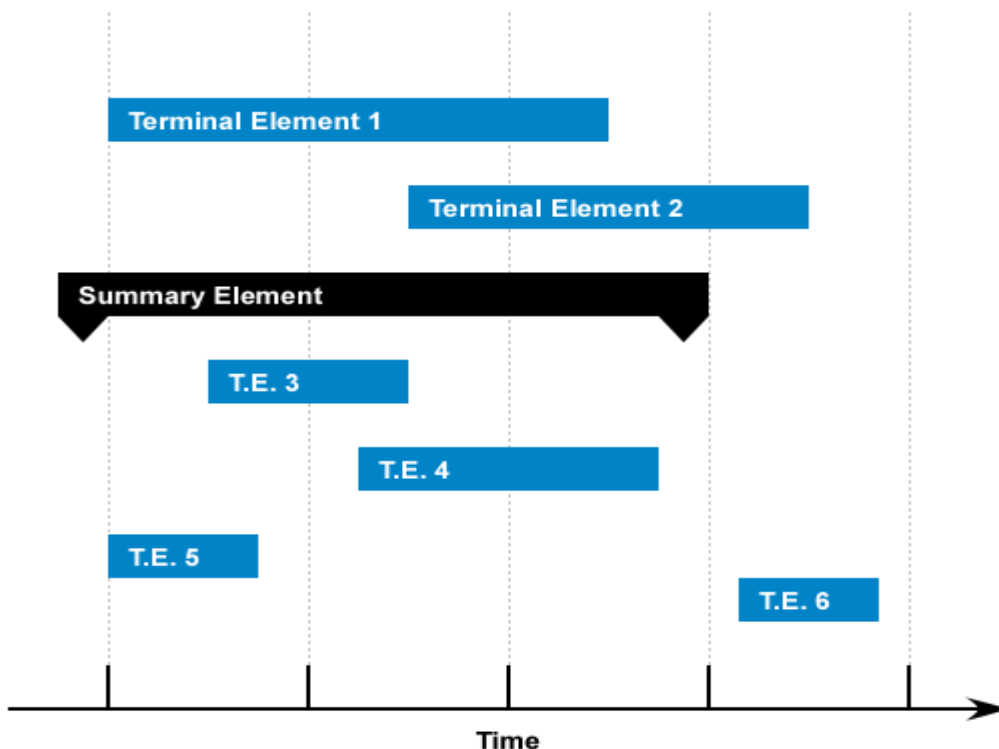 Terminal Element 1
Terminal Element 2
Summary Element
T.E. 3
T.E. 4
T.E. 5
T.E. 6
Time